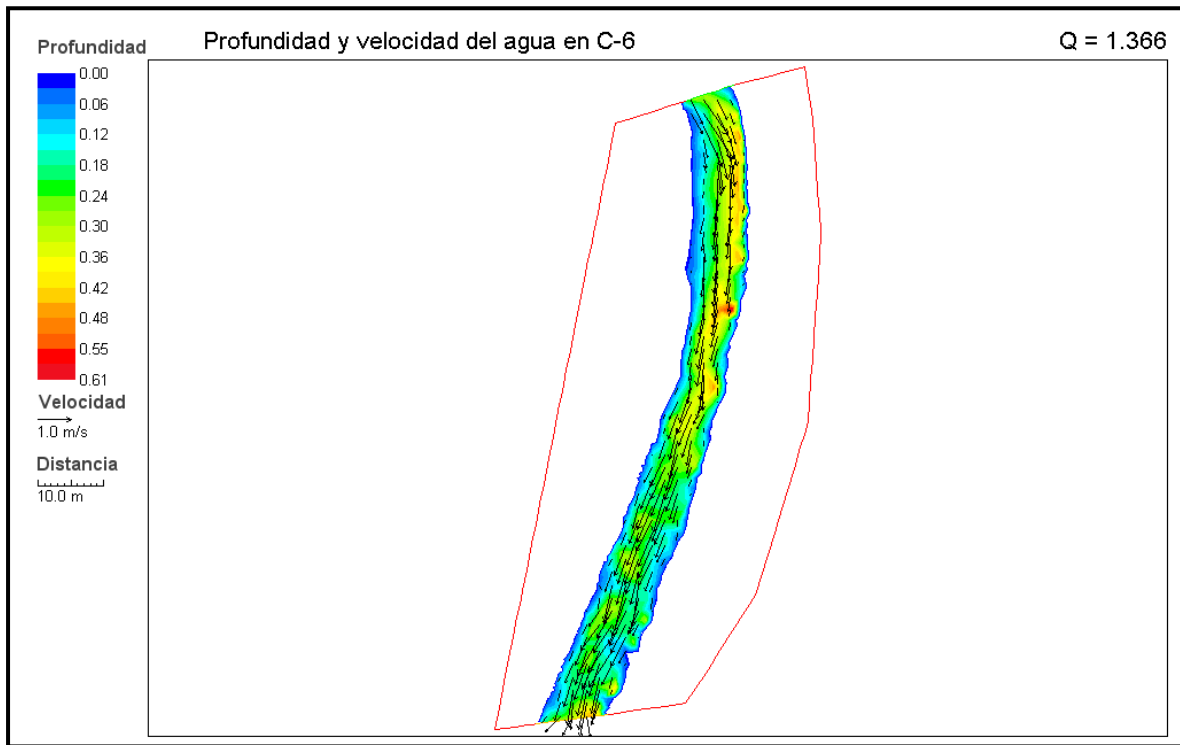 Profundidad y velocidad del agua en C-6
Q = 1.366
Profundidad
0.00
0.06
0.12
0.18
0.24
0.30
0.36
0.42
0.48
0.55
0.61
Velocidad
1.0 m/s
Distancia
10.0 m